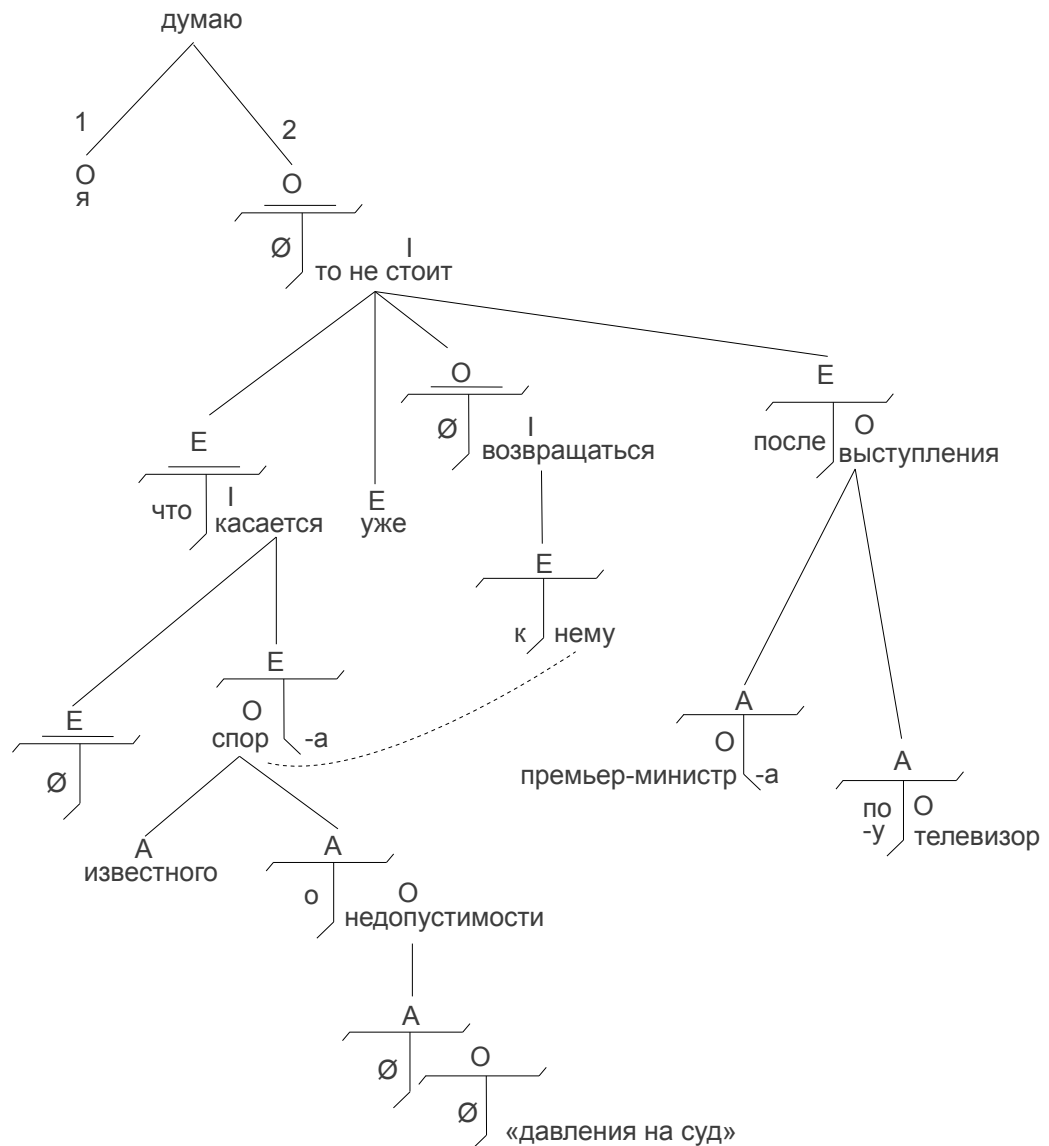 думаю
1
2
О
я
О
Ø
I
то не стоит
О
Е
Ø
I
возвращаться
после
О
выступления
Е
что
I
касается
Е
уже
Е
к
нему
Е
О
спор
-а
Е
Ø
А
О
премьер-министр
-а
А
по
-у
О
телевизор
А
известного
А
о
О
недопустимости
А
Ø
О
Ø
«давления на суд»